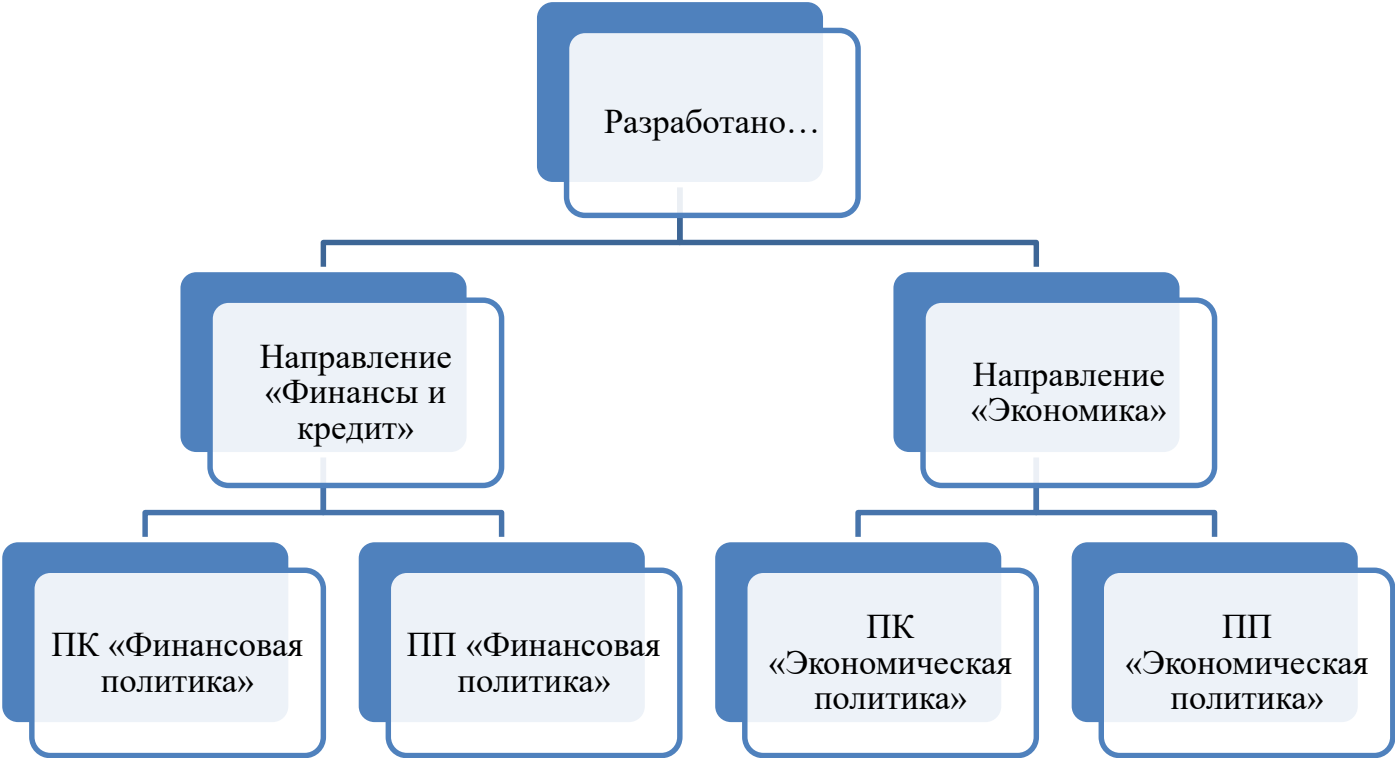 Разработано…
Направление
«Финансы и
кредит»
Направление
«Экономика»
ПК «Финансовая
политика»
ПП «Финансовая
политика»
ПК
«Экономическая
политика»
ПП
«Экономическая
политика»